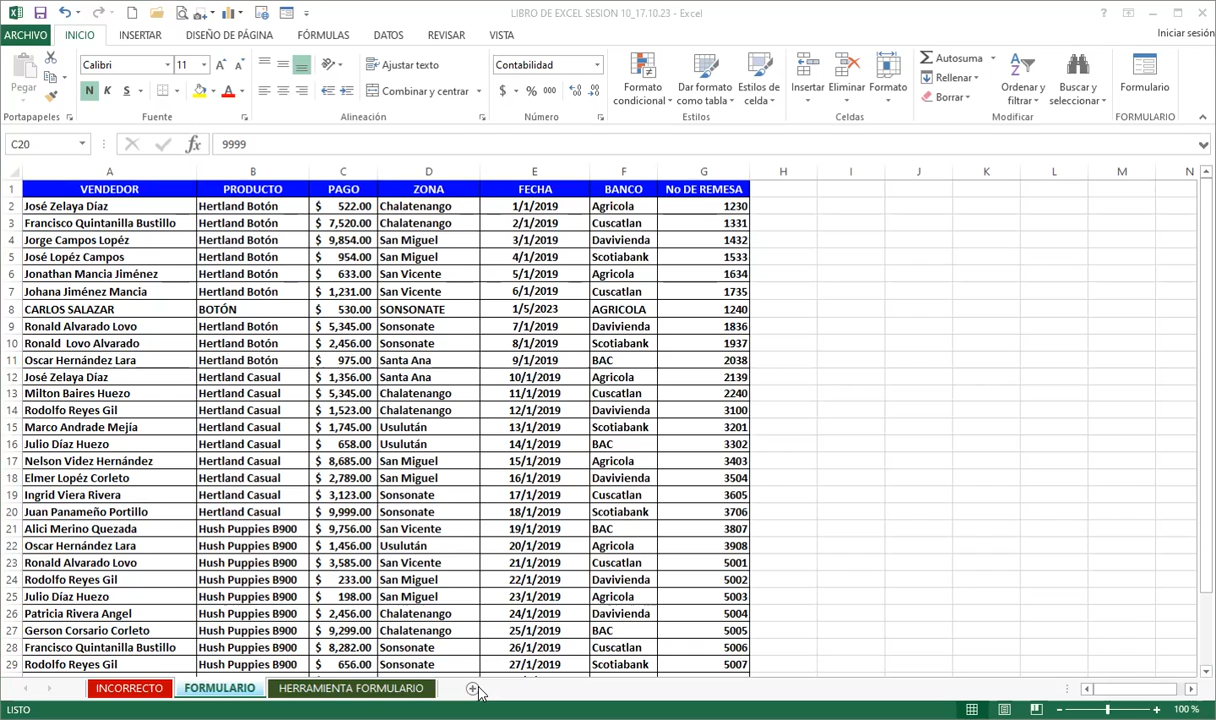 LIBRO DE EXCEL SESION 10_17.10.23 - Excel
ARCHIVO INICIO INSERTAR DISEÑO DE PÁGINA FÓRMULAS DATOS REVISAR VISTA Iniciar sesión
Pegar Calibri 11 Ajustar texto Contabilidad Formato condicional Dar formato como tabla Estilos de celda Insertar Eliminar Formato Autosuma Rellenar Borrar Ordenar y filtrar Buscar y seleccionar Formulario
N K S Combinar y centrar $ % 000
Portapapeles Fuente Alineación Número Estilos Celdas Modificar FORMULARIO
C20 fx 9999
A B C D E F G H I J K L M N
1 VENDEDOR PRODUCTO PAGO ZONA FECHA BANCO No DE REMESA
2 José Zelaya Díaz Hertland Botón $ 522.00 Chalatenango 1/1/2019 Agricola 1230
3 Francisco Quintanilla Bustillo Hertland Botón $ 7,520.00 Chalatenango 2/1/2019 Cuscatlan 1331
4 Jorge Campos Lopéz Hertland Botón $ 9,854.00 San Miguel 3/1/2019 Davivienda 1432
5 José Lopéz Campos Hertland Botón $ 954.00 San Miguel 4/1/2019 Scotiabank 1533
6 Jonathan Mancia Jiménez Hertland Botón $ 633.00 San Vicente 5/1/2019 Agricola 1634
7 Johana Jiménez Mancia Hertland Botón $ 1,231.00 San Vicente 6/1/2019 Cuscatlan 1735
8 CARLOS SALAZAR BOTÓN $ 530.00 SONSONATE 1/5/2023 AGRICOLA 1240
9 Ronald Alvarado Lovo Hertland Botón $ 5,345.00 Sonsonate 7/1/2019 Davivienda 1836
10 Ronald Lovo Alvarado Hertland Botón $ 2,456.00 Sonsonate 8/1/2019 Scotiabank 1937
11 Oscar Hernández Lara Hertland Botón $ 975.00 Santa Ana 9/1/2019 BAC 2038
12 José Zelaya Díaz Hertland Casual $ 1,356.00 Santa Ana 10/1/2019 Agricola 2139
13 Milton Baires Huezo Hertland Casual $ 5,345.00 Chalatenango 11/1/2019 Cuscatlan 2240
14 Rodolfo Reyes Gil Hertland Casual $ 1,523.00 Chalatenango 12/1/2019 Davivienda 3100
15 Marco Andrade Mejía Hertland Casual $ 1,745.00 Usulután 13/1/2019 Scotiabank 3201
16 Julio Díaz Huezo Hertland Casual $ 658.00 Usulután 14/1/2019 BAC 3302
17 Nelson Videz Hernández Hertland Casual $ 8,685.00 San Miguel 15/1/2019 Agricola 3403
18 Elmer Lopéz Corleto Hertland Casual $ 2,789.00 San Miguel 16/1/2019 Davivienda 3504
19 Ingrid Viera Rivera Hertland Casual $ 3,123.00 Sonsonate 17/1/2019 Cuscatlan 3605
20 Juan Panameño Portillo Hertland Casual $ 9,999.00 Sonsonate 18/1/2019 Scotiabank 3706
21 Alici Merino Quezada Hush Puppies B900 $ 9,756.00 San Vicente 19/1/2019 BAC 3807
22 Oscar Hernández Lara Hush Puppies B900 $ 1,456.00 Usulután 20/1/2019 Agricola 3908
23 Ronald Alvarado Lovo Hush Puppies B900 $ 3,585.00 San Vicente 21/1/2019 Cuscatlan 5001
24 Rodolfo Reyes Gil Hush Puppies B900 $ 233.00 San Miguel 22/1/2019 Davivienda 5002
25 Julio Díaz Huezo Hush Puppies B900 $ 198.00 San Miguel 23/1/2019 Agricola 5003
26 Patricia Rivera Angel Hush Puppies B900 $ 2,456.00 Chalatenango 24/1/2019 Davivienda 5004
27 Gerson Corsario Corleto Hush Puppies B900 $ 9,299.00 Chalatenango 25/1/2019 BAC 5005
28 Francisco Quintanilla Bustillo Hush Puppies B900 $ 8,282.00 Sonsonate 26/1/2019 Cuscatlan 5006
29 Rodolfo Reyes Gil Hush Puppies B900 $ 656.00 Sonsonate 27/1/2019 Scotiabank 5007
INCORRECTO FORMULARIO HERRAMIENTA FORMULARIO
LISTO 100 %